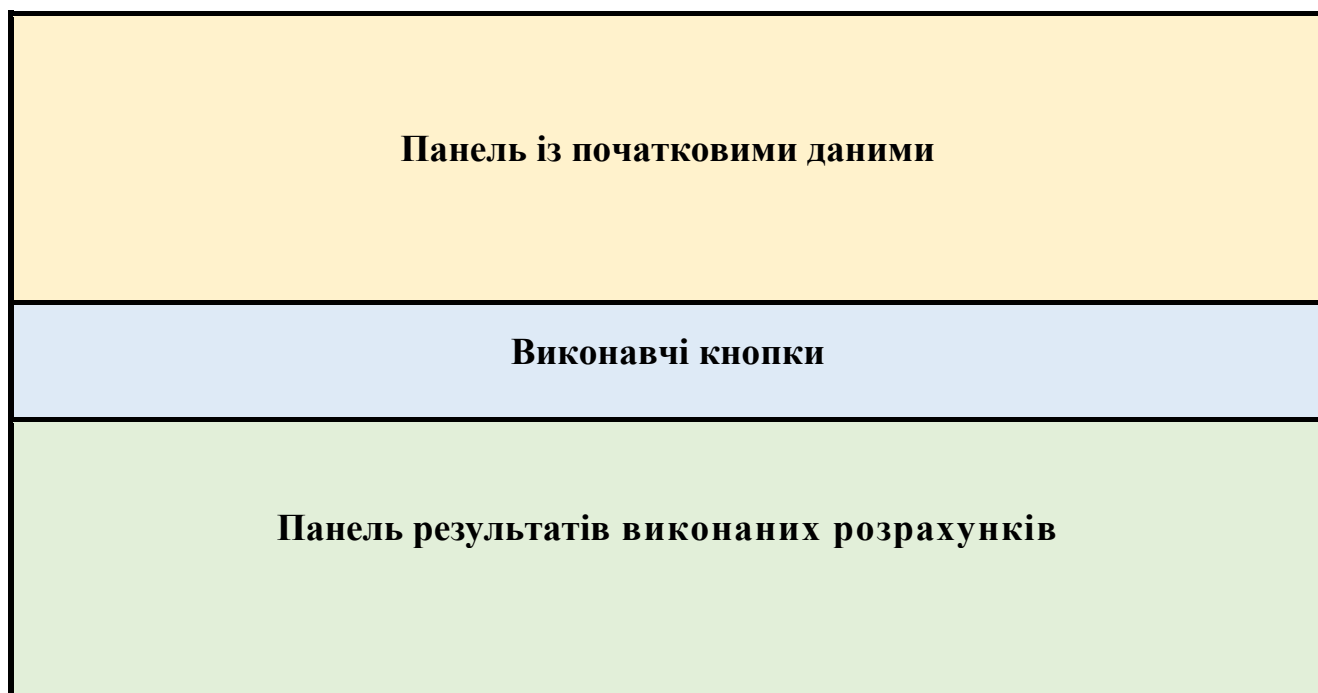 Панель із початковими даними
Виконавчі кнопки
Панель результатів виконаних розрахунків